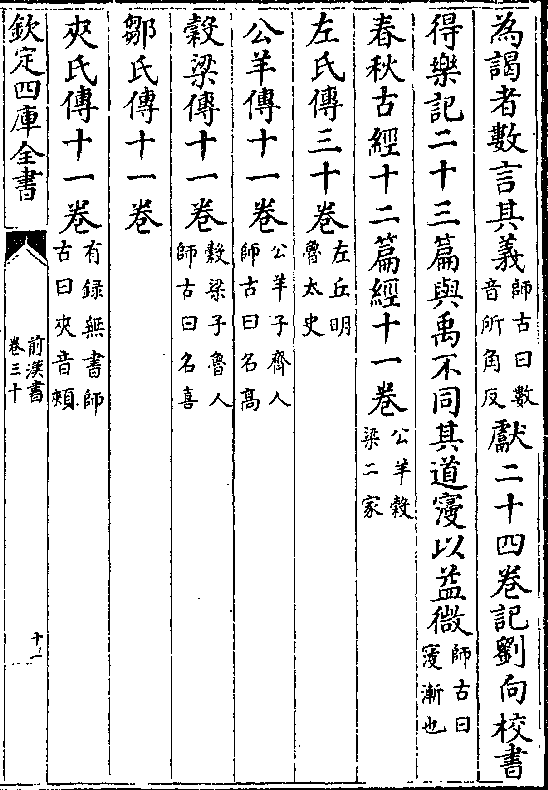 為謁者數言其義師古曰數音所角反獻二十四卷記劉向校書
得樂記二十三篇與禹不同其道寖以益微師古曰寖漸也
春秋古經十二篇經十一卷公羊穀梁二家
左氏傳三十卷左丘明魯太史
公羊傳十一卷公羊子齊人師古曰名高
穀梁傳十一卷穀梁子魯人師古曰名喜
鄒氏傳十一卷
夾氏傳十一卷有録無書師古曰夾音頰
欽定四庫全書
前漢書
卷三十
十一